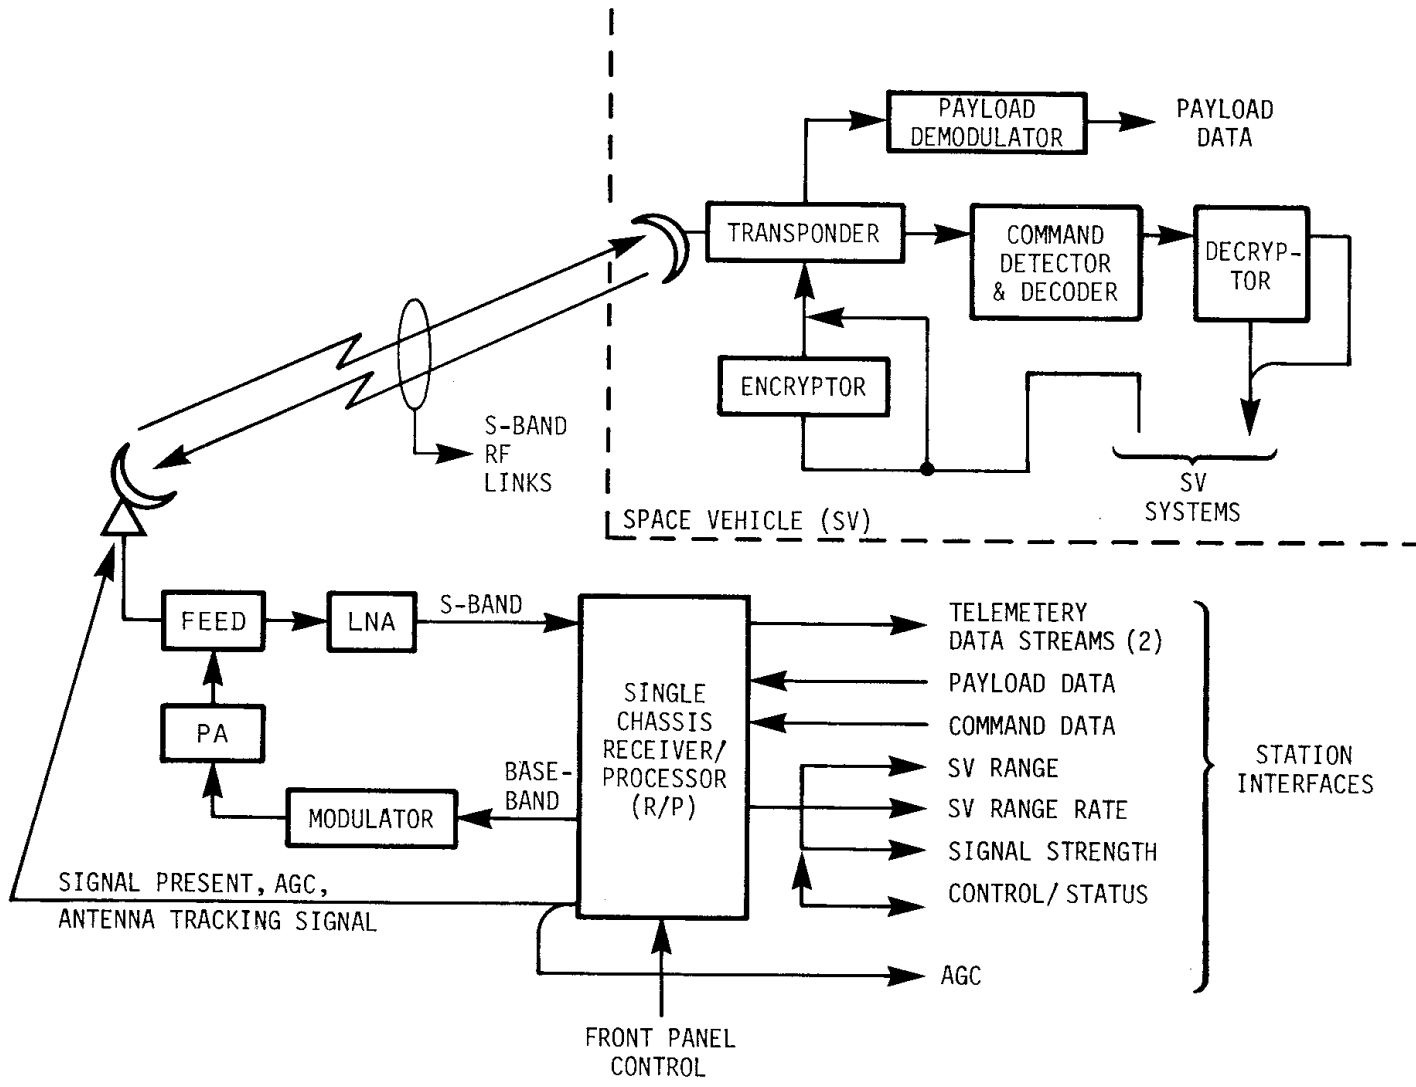 PAYLOAD
DEMODULATOR
PAYLOAD
DATA
TRANSPONDER
COMMAND
DETECTOR
& DECODER
DECRYP-
TOR
ENCRYPTOR
S-BAND
RF
LINKS
SV
SYSTEMS
SPACE VEHICLE (SV)
FEED
LNA
S-BAND
PA
MODULATOR
BASE-
BAND
SINGLE
CHASSIS
RECEIVER/
PROCESSOR
(R/P)
TELEMETERY
DATA STREAMS (2)
PAYLOAD DATA
COMMAND DATA
SV RANGE
SV RANGE RATE
SIGNAL STRENGTH
CONTROL/STATUS
AGC
STATION
INTERFACES
SIGNAL PRESENT, AGC,
ANTENNA TRACKING SIGNAL
FRONT PANEL
CONTROL